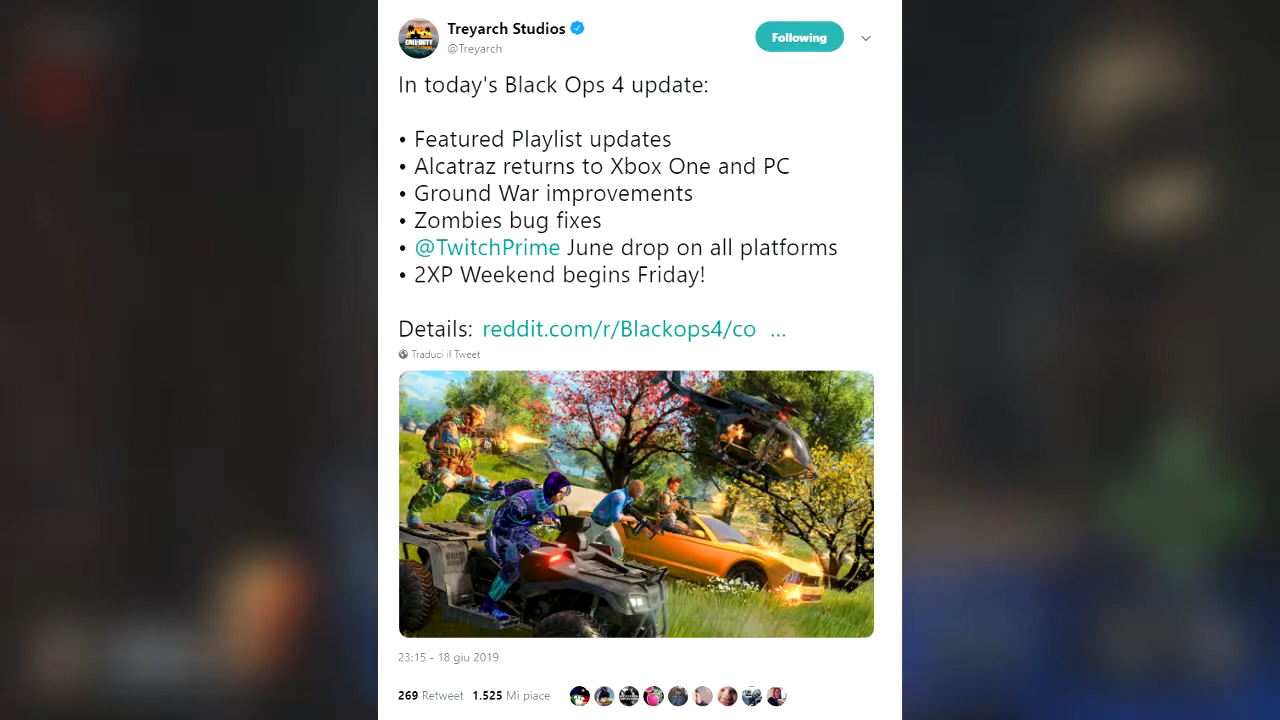 Treyarch Studios
@Treyarch
Following
In today's Black Ops 4 update:
• Featured Playlist updates
• Alcatraz returns to Xbox One and PC
• Ground War improvements
• Zombies bug fixes
• @TwitchPrime June drop on all platforms
• 2XP Weekend begins Friday!
Details: reddit.com/r/Blackops4/co ...
Traduci il Tweet
23:15 - 18 giu 2019
269 Retweet 1.525 Mi piace